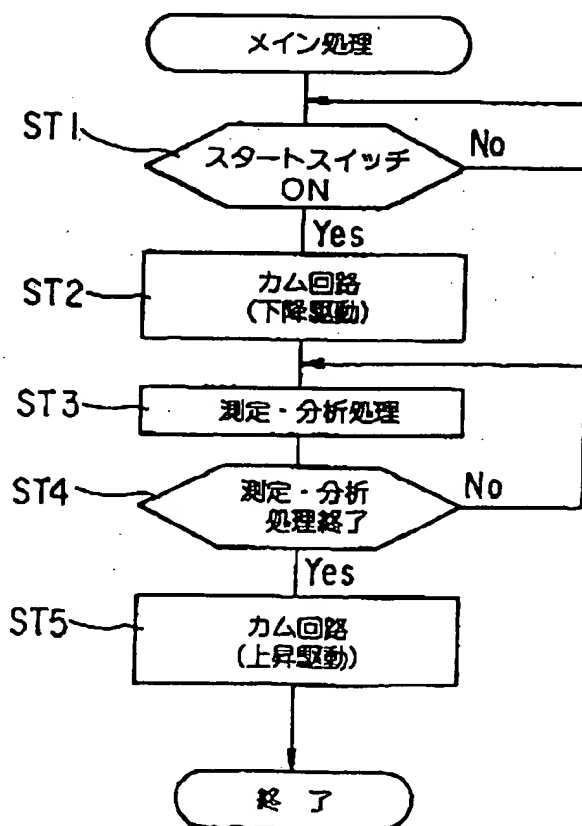 メイン処理
ST1
スタートスイッチ
ON
No
Yes
ST2
カム回路
(下降駆動)
ST3
測定・分析処理
ST4
測定・分析
処理終了
No
Yes
ST5
カム回路
(上昇駆動)
終了